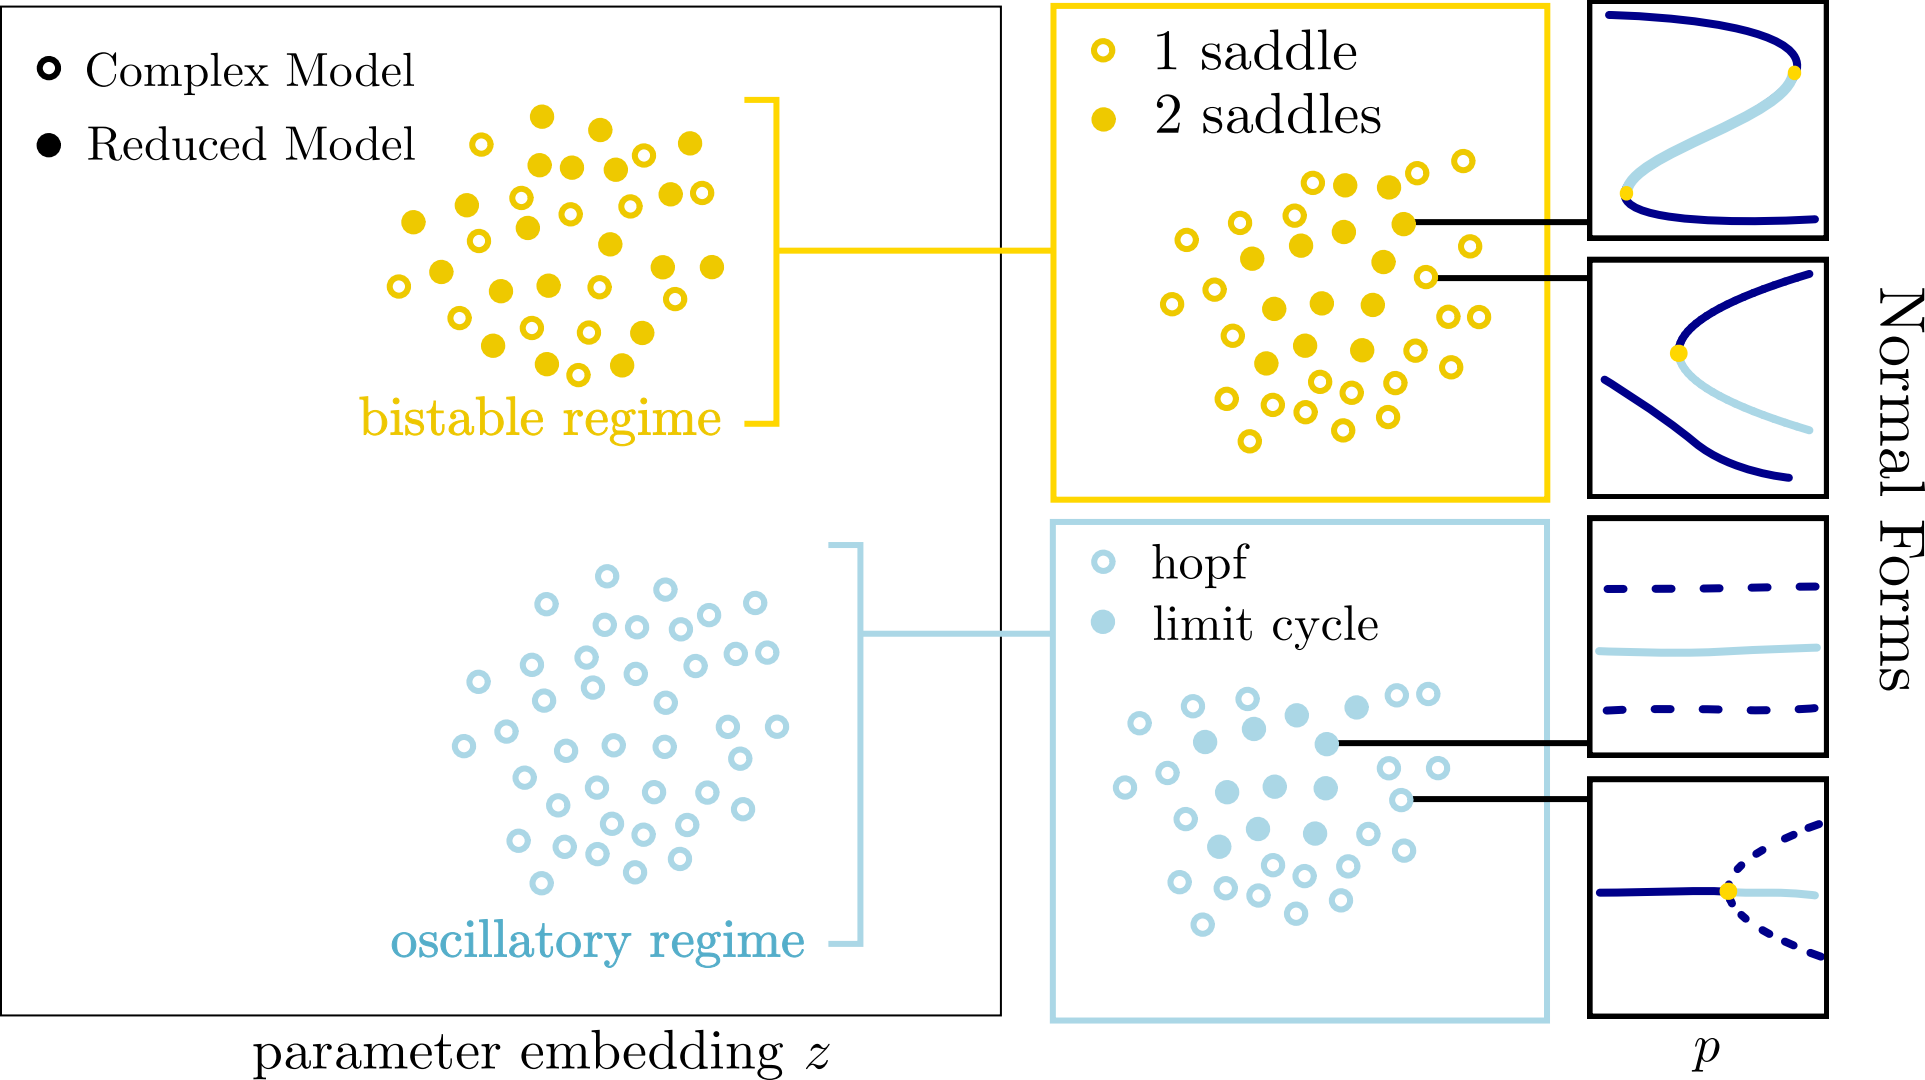 Complex Model
Reduced Model
bistable regime
oscillatory regime
parameter embedding z
1 saddle
2 saddles
hopf
limit cycle
p
Normal Forms